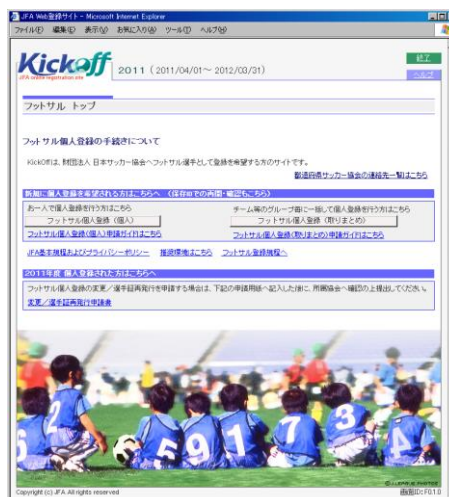 JFA Web登録サイト - Microsoft Internet Explorer
ファイル(F) 編集(E) 表示(V) お気に入り(A) ツール(T) ヘルプ(H)
Kickoff
JFA online registration site
2011 ( 2011/04/01～ 2012/03/31)
終了
ヘルプ
フットサル トップ
フットサル個人登録の手続きについて
KickOffは、財団法人 日本サッカー協会へフットサル選手として登録を希望する方のサイトです。
都道府県サッカー協会の連絡先一覧はこちら
新規に個人登録を希望される方はこちらへ (保存IDでの再開・確認もこちら)
お一人で個人登録を行う方はこちら
フットサル個人登録 (個人)
フットサル個人登録(個人)申請ガイドはこちら
チーム等のグループ毎に一括して個人登録を行う方はこちら
フットサル個人登録 (取りまとめ)
フットサル個人登録(取りまとめ)申請ガイドはこちら
JFA基本規程およびプライバシーポリシー 推奨環境はこちら フットサル登録規程へ
2011年度 個人登録された方はこちらへ
フットサル個人登録の変更／選手証再発行を申請する場合は、下記の申請用紙へ記入した後に、所属協会へ確認の上提出してください。
変更／選手証再発行申請書
2 6 5 9 1 7 3 4
©J.LEAGUE PHOTOS
Copyright (c) JFA All rights reserved
画面ID:F0.1.0